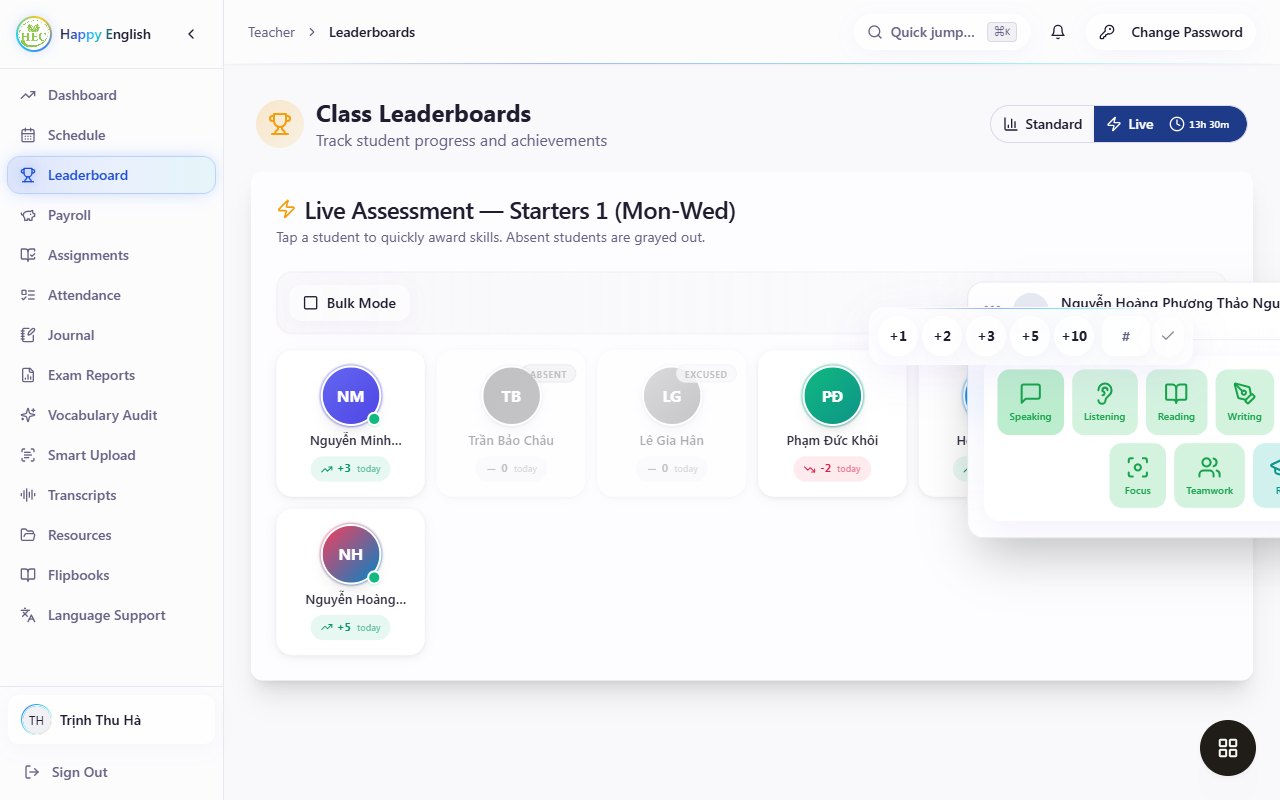 HEC
Happy English
Dashboard
Schedule
Leaderboard
Payroll
Assignments
Attendance
Journal
Exam Reports
Vocabulary Audit
Smart Upload
Transcripts
Resources
Flipbooks
Language Support
TH
Trịnh Thu Hà
Sign Out
Teacher > Leaderboards
Quick jump... ⌘K
Change Password
Class Leaderboards
Track student progress and achievements
Standard
Live 13h 30m
Live Assessment — Starters 1 (Mon-Wed)
Tap a student to quickly award skills. Absent students are grayed out.
Bulk Mode
Nguyễn Hoàng Phương Thảo
+1 +2 +3 +5 +10 #
Speaking Listening Reading Writing
Focus Teamwork
NM
Nguyễn Minh...
+3 today
ABSENT
TB
Trần Bảo Châu
0 today
EXCUSED
LG
Lê Gia Hân
0 today
PĐ
Phạm Đức Khôi
-2 today
NH
Nguyễn Hoàng...
+5 today